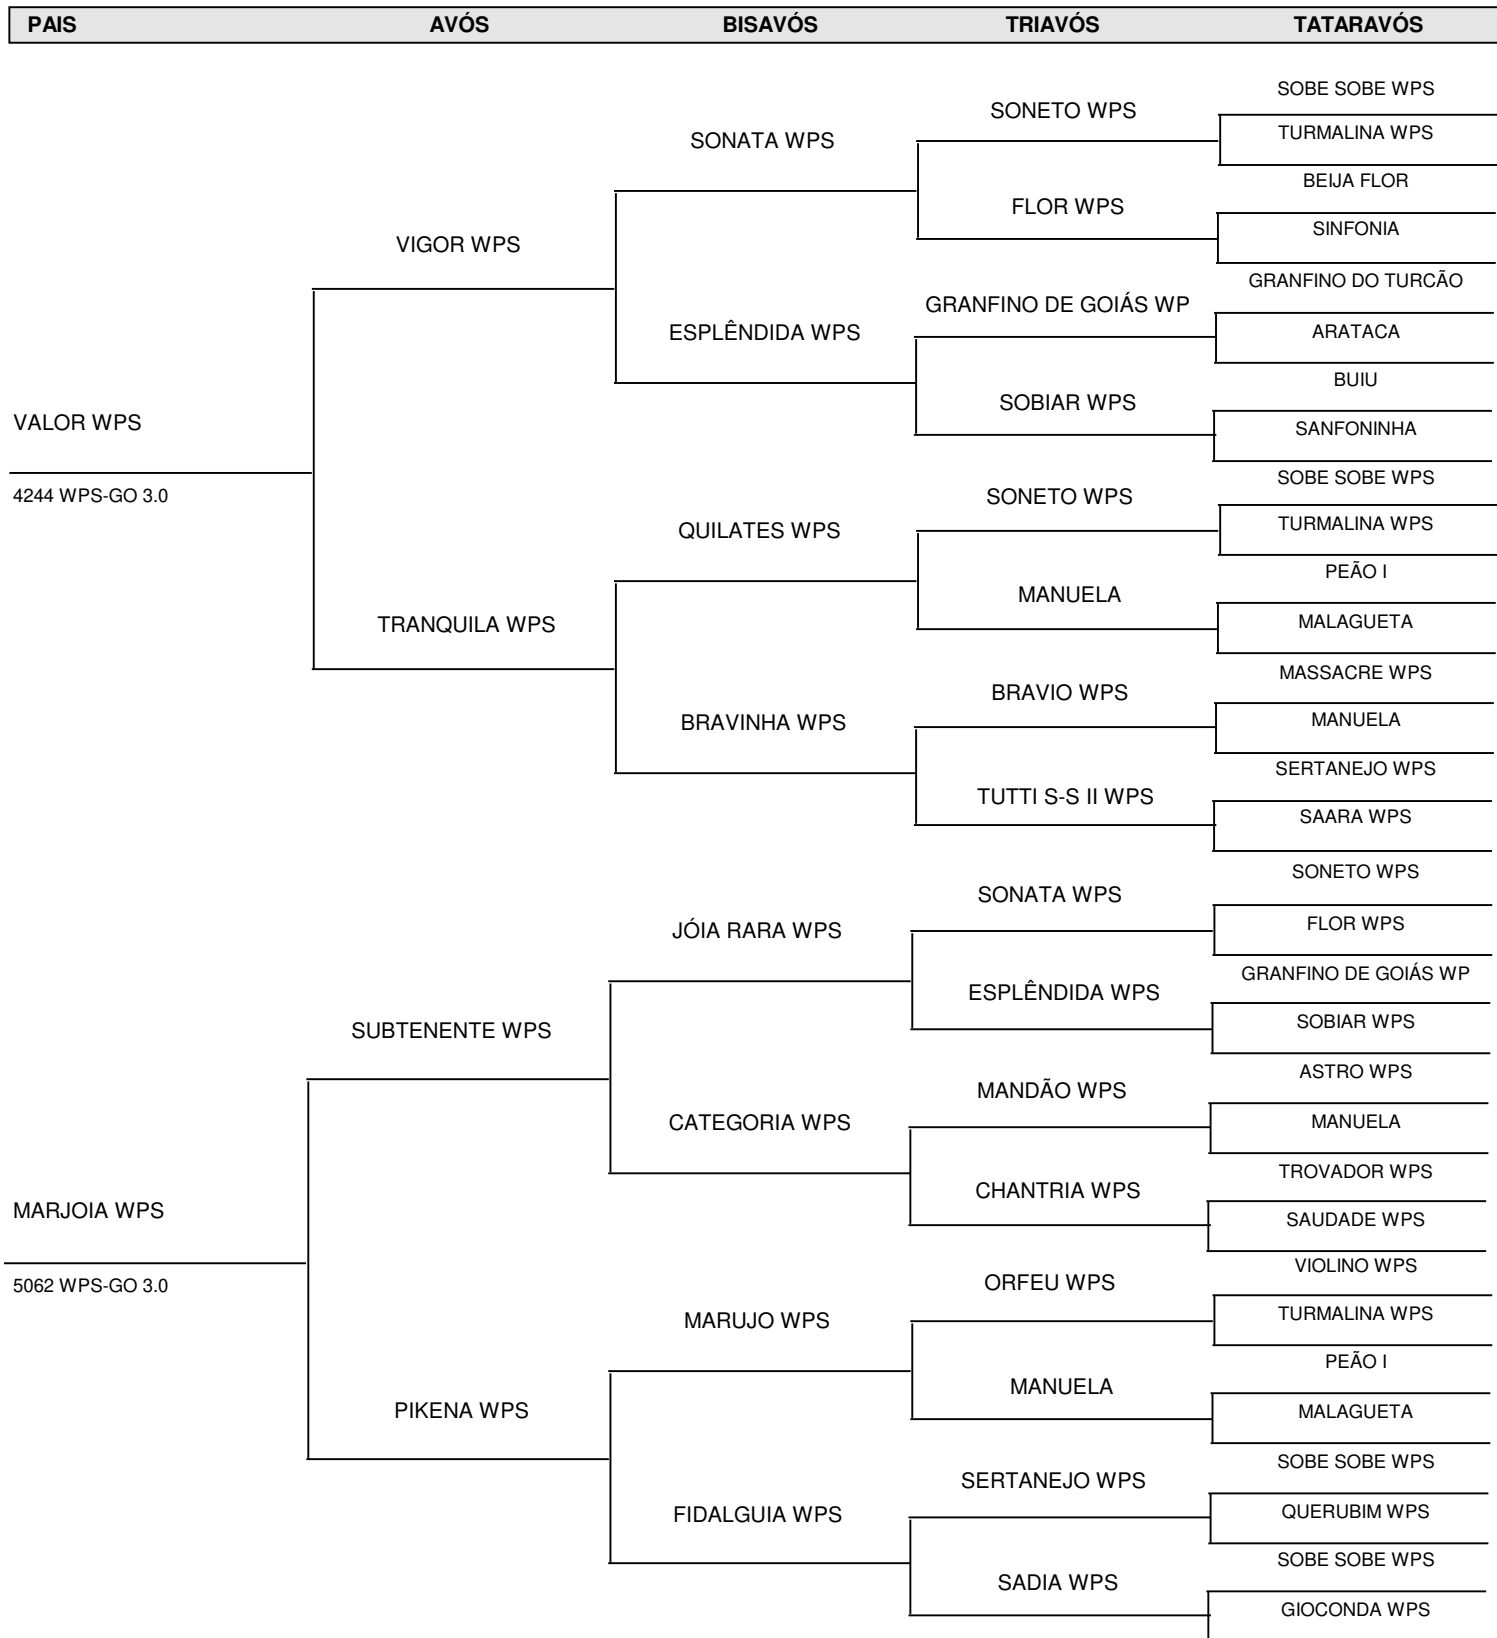 PAIS AVÓS BISAVÓS TRIAVÓS TATARAVÓS
SOBE SOBE WPS
SONETO WPS
TURMALINA WPS
SONATA WPS
BEIJA FLOR
FLOR WPS
SINFONIA
VIGOR WPS
GRANFINO DO TURCÃO
GRANFINO DE GOIÁS WP
ARATACA
ESPLÊNDIDA WPS
BUIU
SOBIAR WPS
SANFONINHA
VALOR WPS
4244 WPS-GO 3.0
SOBE SOBE WPS
SONETO WPS
TURMALINA WPS
QUILATES WPS
PEÃO I
MANUELA
MALAGUETA
TRANQUILA WPS
MASSACRE WPS
BRAVIO WPS
MANUELA
BRAVINHA WPS
SERTANEJO WPS
TUTTI S-S II WPS
SAARA WPS
SONETO WPS
SONATA WPS
FLOR WPS
JÓIA RARA WPS
GRANFINO DE GOIÁS WP
ESPLÊNDIDA WPS
SOBIAR WPS
SUBTENENTE WPS
ASTRO WPS
MANDÃO WPS
MANUELA
CATEGORIA WPS
TROVADOR WPS
CHANTRIA WPS
SAUDADE WPS
MARJOIA WPS
5062 WPS-GO 3.0
VIOLINO WPS
ORFEU WPS
TURMALINA WPS
MARUJO WPS
PEÃO I
MANUELA
MALAGUETA
PIKENA WPS
SOBE SOBE WPS
SERTANEJO WPS
QUERUBIM WPS
FIDALGUIA WPS
SOBE SOBE WPS
SADIA WPS
GIOCONDA WPS